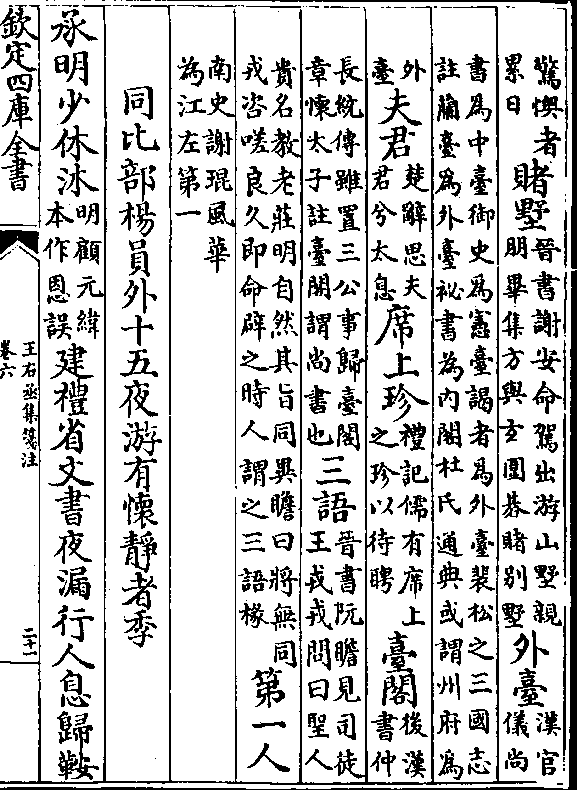 驚懊者累日賭墅晉書謝安命駕出游山墅親朋畢集方與玄圍棊賭别墅外臺漢官儀尚
書為中臺御史為憲臺謁者為外臺裴松之三國志註蘭臺為外臺祕書為内閣杜氏通典或謂州府為
外臺夫君楚辭思夫君兮太息席上珍禮記儒有席上之珍以待聘臺閣後漢書仲
長統傳雖置三公事歸臺閣章懷太子註臺閣謂尚書也三語晉書阮瞻見司徒王戎戎問曰聖人
貴名教老莊明自然其旨同異瞻曰將無同戎咨嗟良久即命辟之時人謂之三語掾第一人
南史謝琨風華為江左第一
同比部楊員外十五夜游有懷靜者季
承明少休沐明顧元緯本作恩誤建禮省文書夜漏行人息歸鞍
欽定四庫全書
王右丞集箋注
卷六
二十一